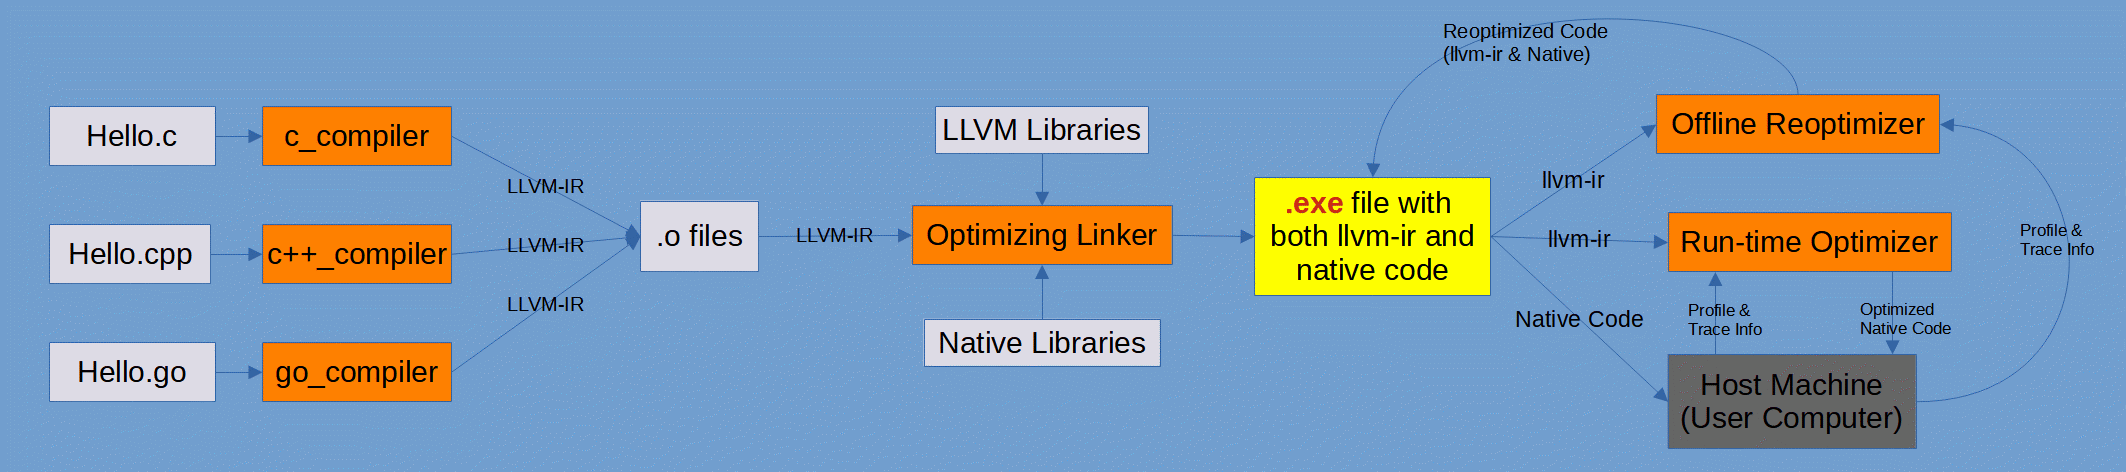 Hello.c
c_compiler
Hello.cpp
c++_compiler
Hello.go
go_compiler
LLVM-IR
LLVM-IR
LLVM-IR
.o files
LLVM-IR
LLVM Libraries
Optimizing Linker
Native Libraries
.exe file with
both llvm-ir and
native code
Reoptimized Code
(llvm-ir & Native)
llvm-ir
llvm-ir
Native Code
Offline Reoptimizer
Run-time Optimizer
Profile &
Trace Info
Optimized
Native Code
Profile &
Trace Info
Host Machine
(User Computer)